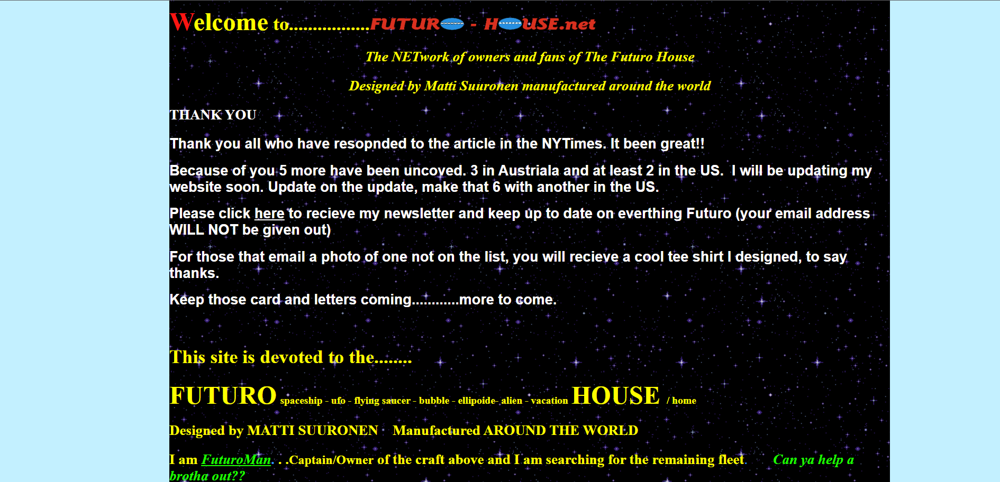 Welcome to.................FUTURO - HOUSE.net
The NETwork of owners and fans of The Futuro House
Designed by Matti Suuronen manufactured around the world
THANK YOU
Thank you all who have resopnded to the article in the NYTimes. It been great!!
Because of you 5 more have been uncoved. 3 in Austriala and at least 2 in the US.  I will be updating my
website soon. Update on the update, make that 6 with another in the US.
Please click here to recieve my newsletter and keep up to date on everthing Futuro (your email address
WILL NOT be given out)
For those that email a photo of one not on the list, you will recieve a cool tee shirt I designed, to say
thanks.
Keep those card and letters coming............more to come.
This site is devoted to the........
FUTURO spaceship - ufo - flying saucer - bubble - ellipoide- alien - vacation HOUSE / home
Designed by MATTI SUURONEN    Manufactured AROUND THE WORLD
I am FuturoMan. . .Captain/Owner of the craft above and I am searching for the remaining fleet.       Can ya help a
brotha out??